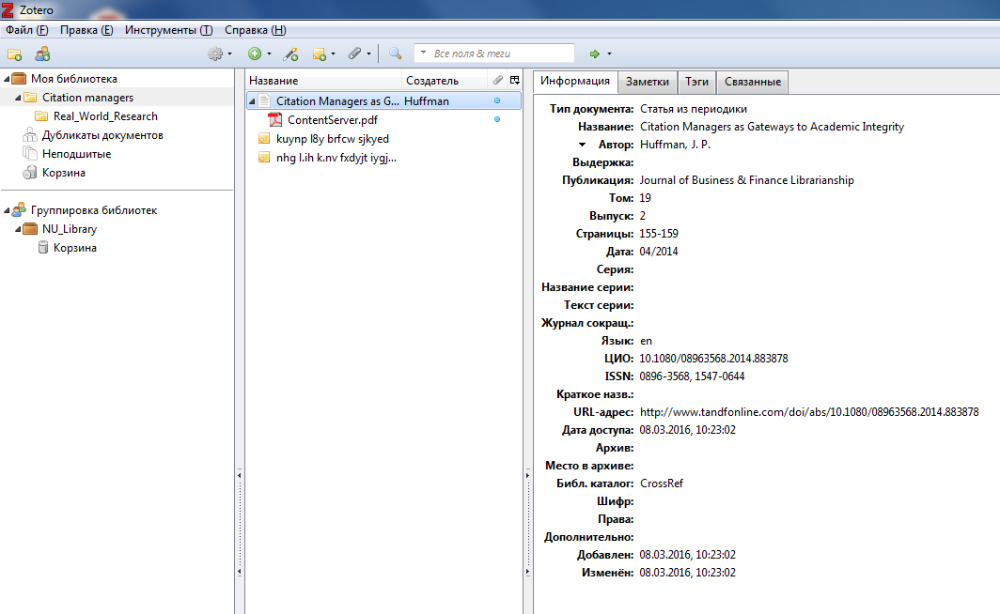 Zotero
Файл (F) Правка (E) Инструменты (T) Справка (H)
Все поля & теги
Моя библиотека
Citation managers
Real_World_Research
Дубликаты документов
Неподшитые
Корзина
Группировка библиотек
NU_Library
Корзина
Название Создатель
Citation Managers as G... Huffman
ContentServer.pdf
kuynp l8y brfcw sjkyed
nhg l.ih k.nv fxdyjt iygj...
Информация Заметки Тэги Связанные
Тип документа: Статья из периодики
Название: Citation Managers as Gateways to Academic Integrity
Автор: Huffman, J. P.
Выдержка:
Публикация: Journal of Business & Finance Librarianship
Том: 19
Выпуск: 2
Страницы: 155-159
Дата: 04/2014
Серия:
Название серии:
Текст серии:
Журнал сокращ.:
Язык: en
ЦИО: 10.1080/08963568.2014.883878
ISSN: 0896-3568, 1547-0644
Краткое назв.:
URL-адрес: http://www.tandfonline.com/doi/abs/10.1080/08963568.2014.883878
Дата доступа: 08.03.2016, 10:23:02
Архив:
Место в архиве:
Библ. каталог: CrossRef
Шифр:
Права:
Дополнительно:
Добавлен: 08.03.2016, 10:23:02
Изменён: 08.03.2016, 10:23:02